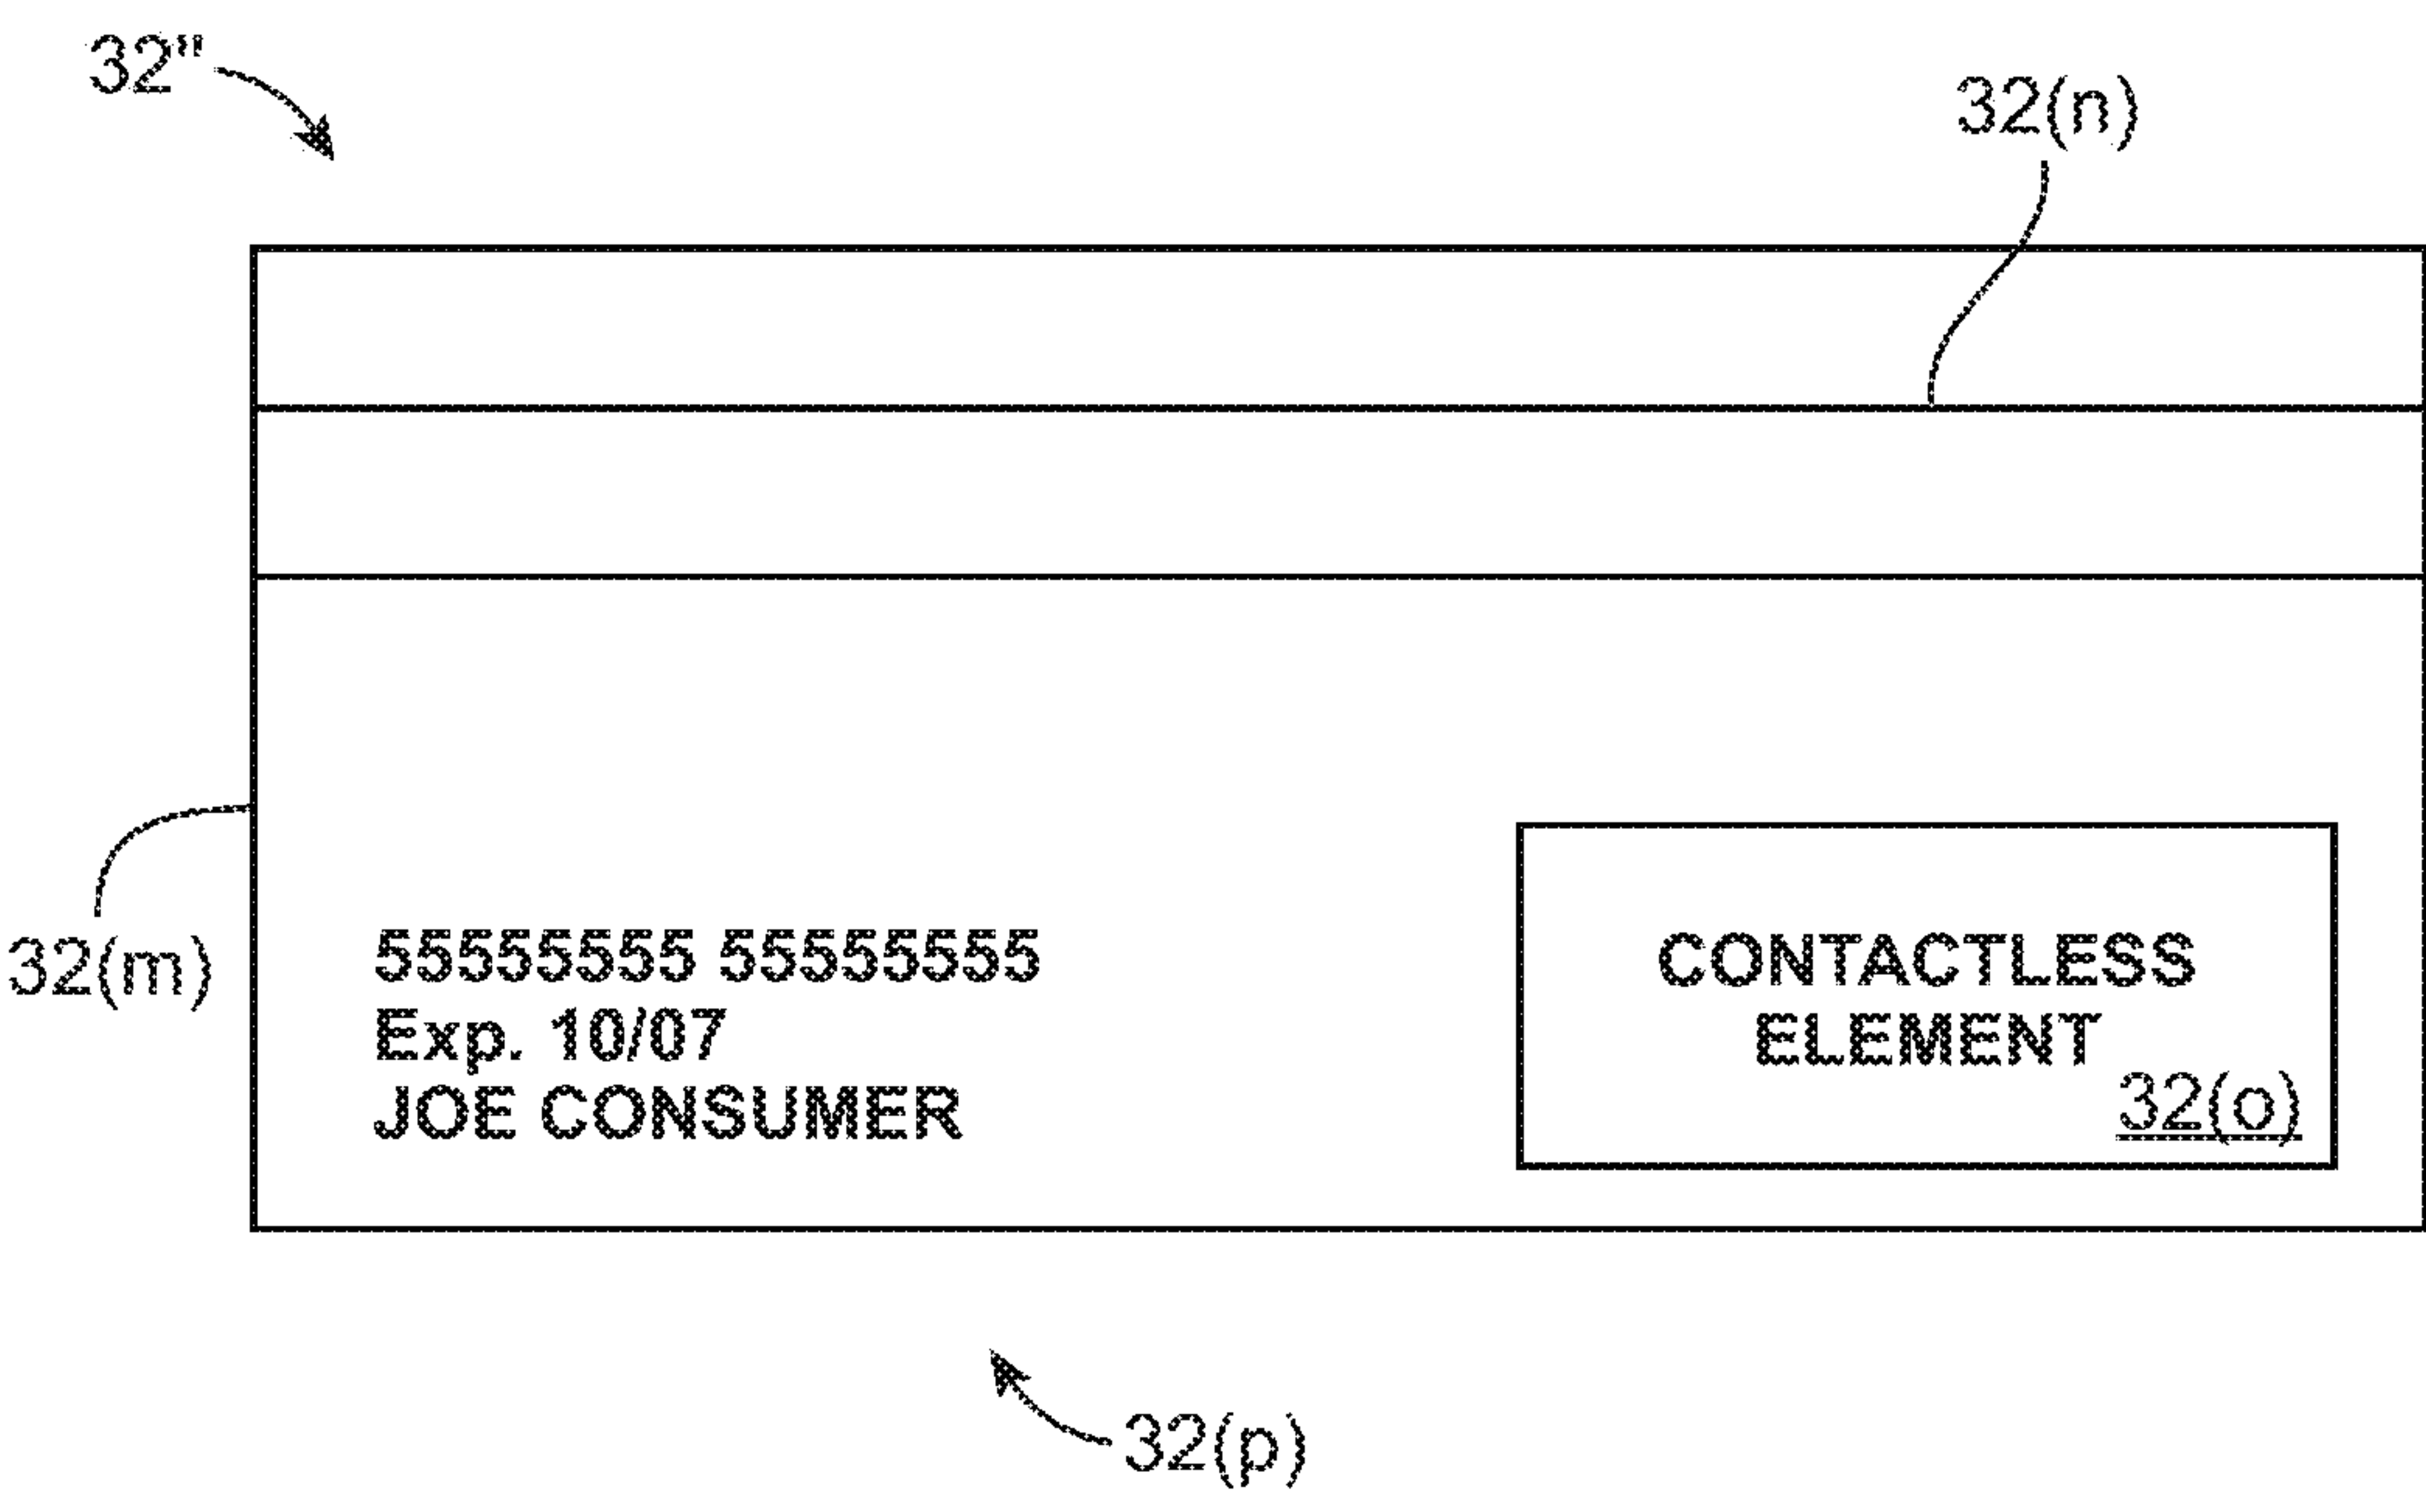 32"
32(n)
32(m)
55555555 55555555
Exp. 10/07
JOE CONSUMER
CONTACTLESS
ELEMENT
32(o)
32(p)